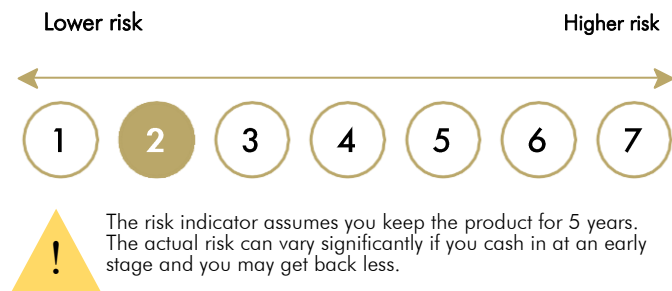 Lower risk Higher risk
1 2 3 4 5 6 7
The risk indicator assumes you keep the product for 5 years.
The actual risk can vary significantly if you cash in at an early
stage and you may get back less.
!